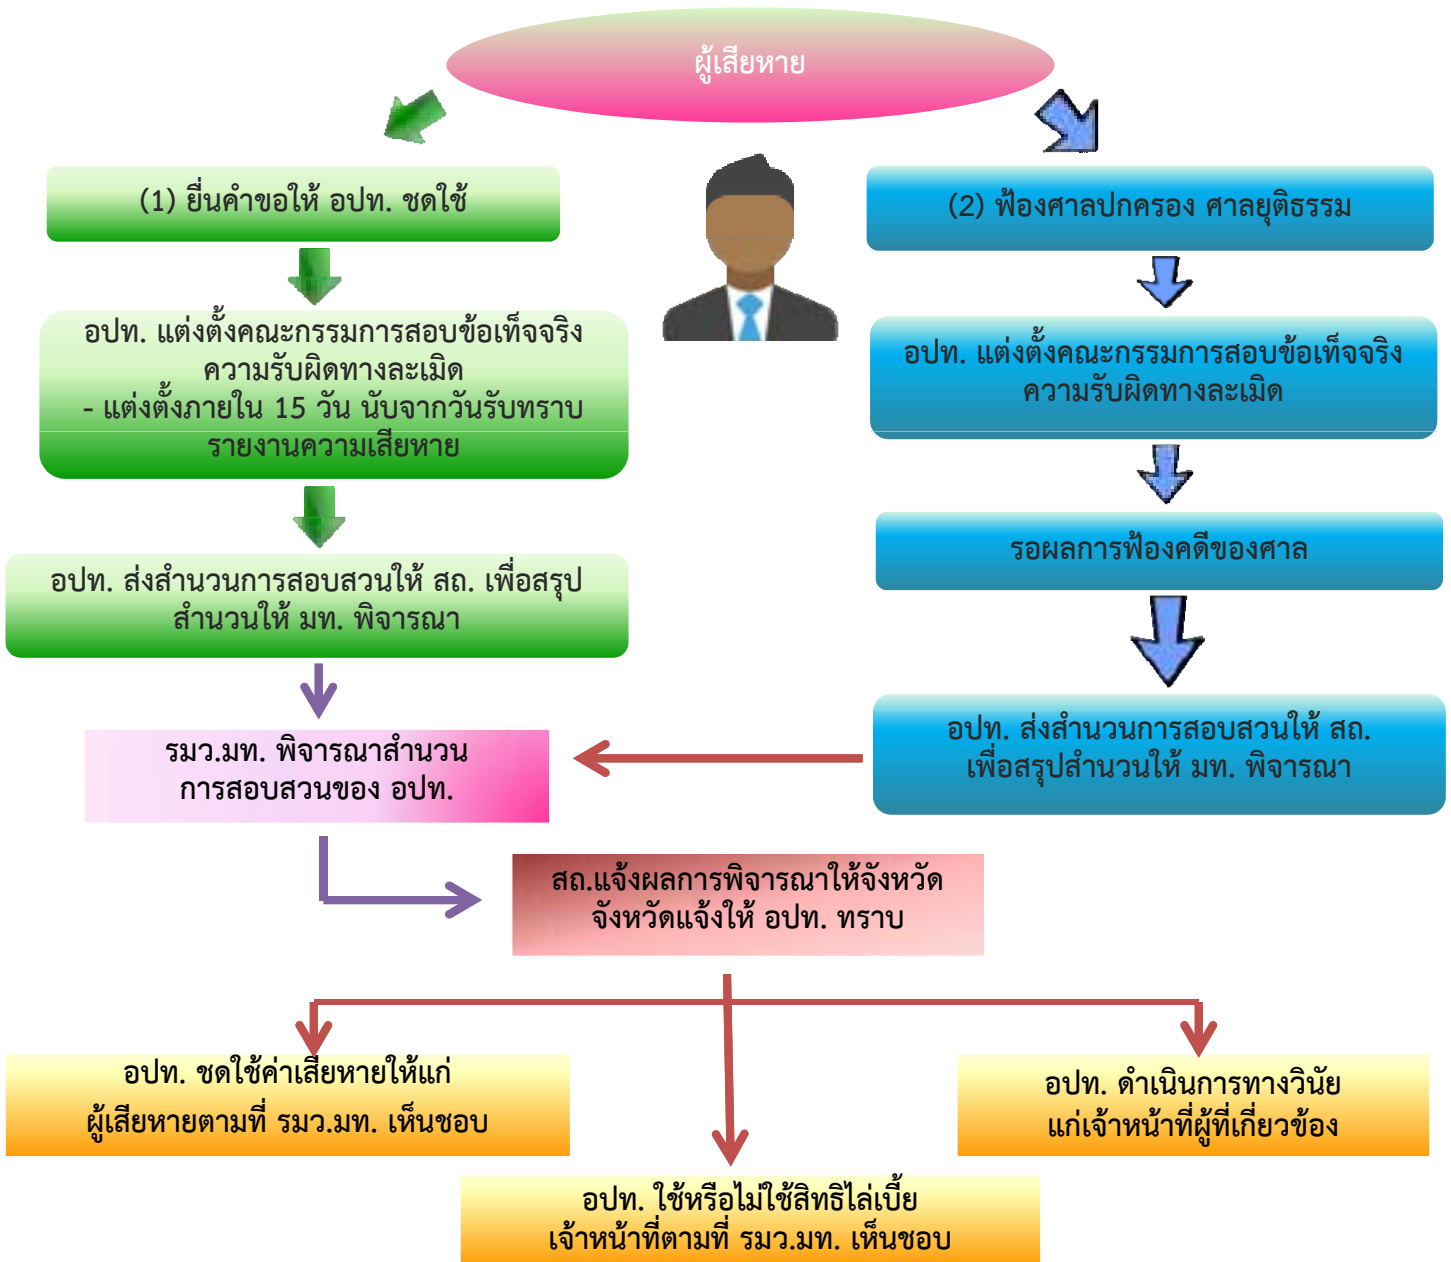 ผู้เสียหาย
(1) ยื่นคำขอให้ อปท. ชดใช้
อปท. แต่งตั้งคณะกรรมการสอบข้อเท็จจริง
ความรับผิดทางละเมิด
- แต่งตั้งภายใน 15 วัน นับจากวันรับทราบ
รายงานความเสียหาย
อปท. ส่งสำนวนการสอบสวนให้ สถ. เพื่อสรุป
สำนวนให้ มท. พิจารณา
(2) ฟ้องศาลปกครอง ศาลยุติธรรม
อปท. แต่งตั้งคณะกรรมการสอบข้อเท็จจริง
ความรับผิดทางละเมิด
รอผลการฟ้องคดีของศาล
อปท. ส่งสำนวนการสอบสวนให้ สถ.
เพื่อสรุปสำนวนให้ มท. พิจารณา
รมว.มท. พิจารณาสำนวน
การสอบสวนของ อปท.
สถ.แจ้งผลการพิจารณาให้จังหวัด
จังหวัดแจ้งให้ อปท. ทราบ
อปท. ชดใช้ค่าเสียหายให้แก่
ผู้เสียหายตามที่ รมว.มท. เห็นชอบ
อปท. ใช้หรือไม่ใช้สิทธิไล่เบี้ย
เจ้าหน้าที่ตามที่ รมว.มท. เห็นชอบ
อปท. ดำเนินการทางวินัย
แก่เจ้าหน้าที่ผู้ที่เกี่ยวข้อง